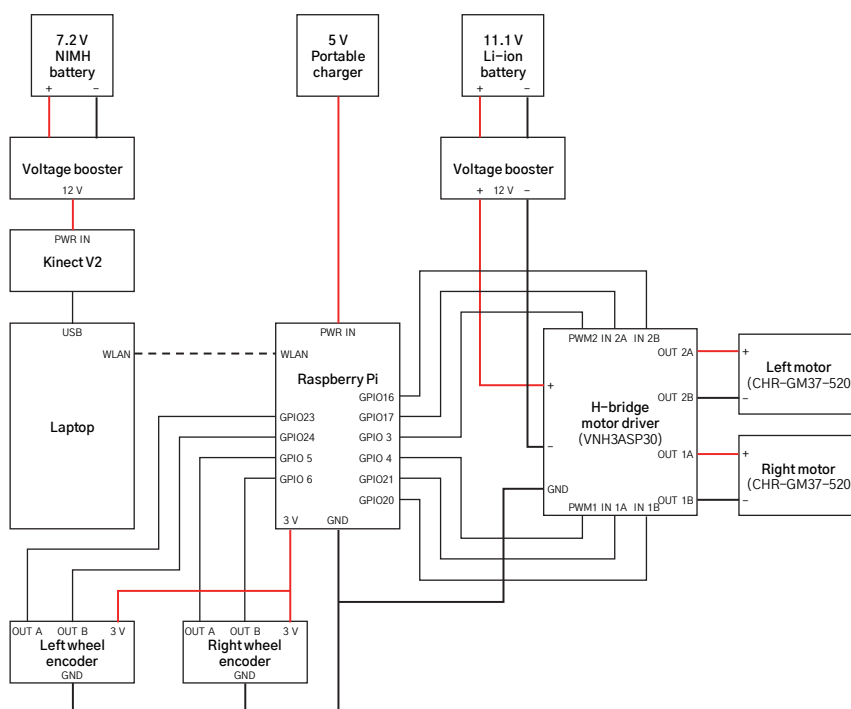 7.2 V
NIMH
battery
+ −
5 V
Portable
charger
11.1 V
Li-ion
battery
+ −
Voltage booster
12 V
Voltage booster
+ 12 V −
PWR IN
Kinect V2
USB
WLAN
Laptop
PWR IN
WLAN
Raspberry Pi
GPIO16
GPIO17
GPIO 3
GPIO 4
GPIO21
GPIO20
GPIO23
GPIO24
GPIO 5
GPIO 6
3 V GND
PWM2 IN 2A IN 2B
OUT 2A
OUT 2B
OUT 1A
OUT 1B
+
H-bridge
motor driver
(VNH3ASP30)
−
GND
PWM1 IN 1A IN 1B
+
Left motor
(CHR-GM37-520
−
+
Right motor
(CHR-GM37-520
−
OUT A OUT B 3 V
Left wheel
encoder
GND
OUT A OUT B 3 V
Right wheel
encoder
GND